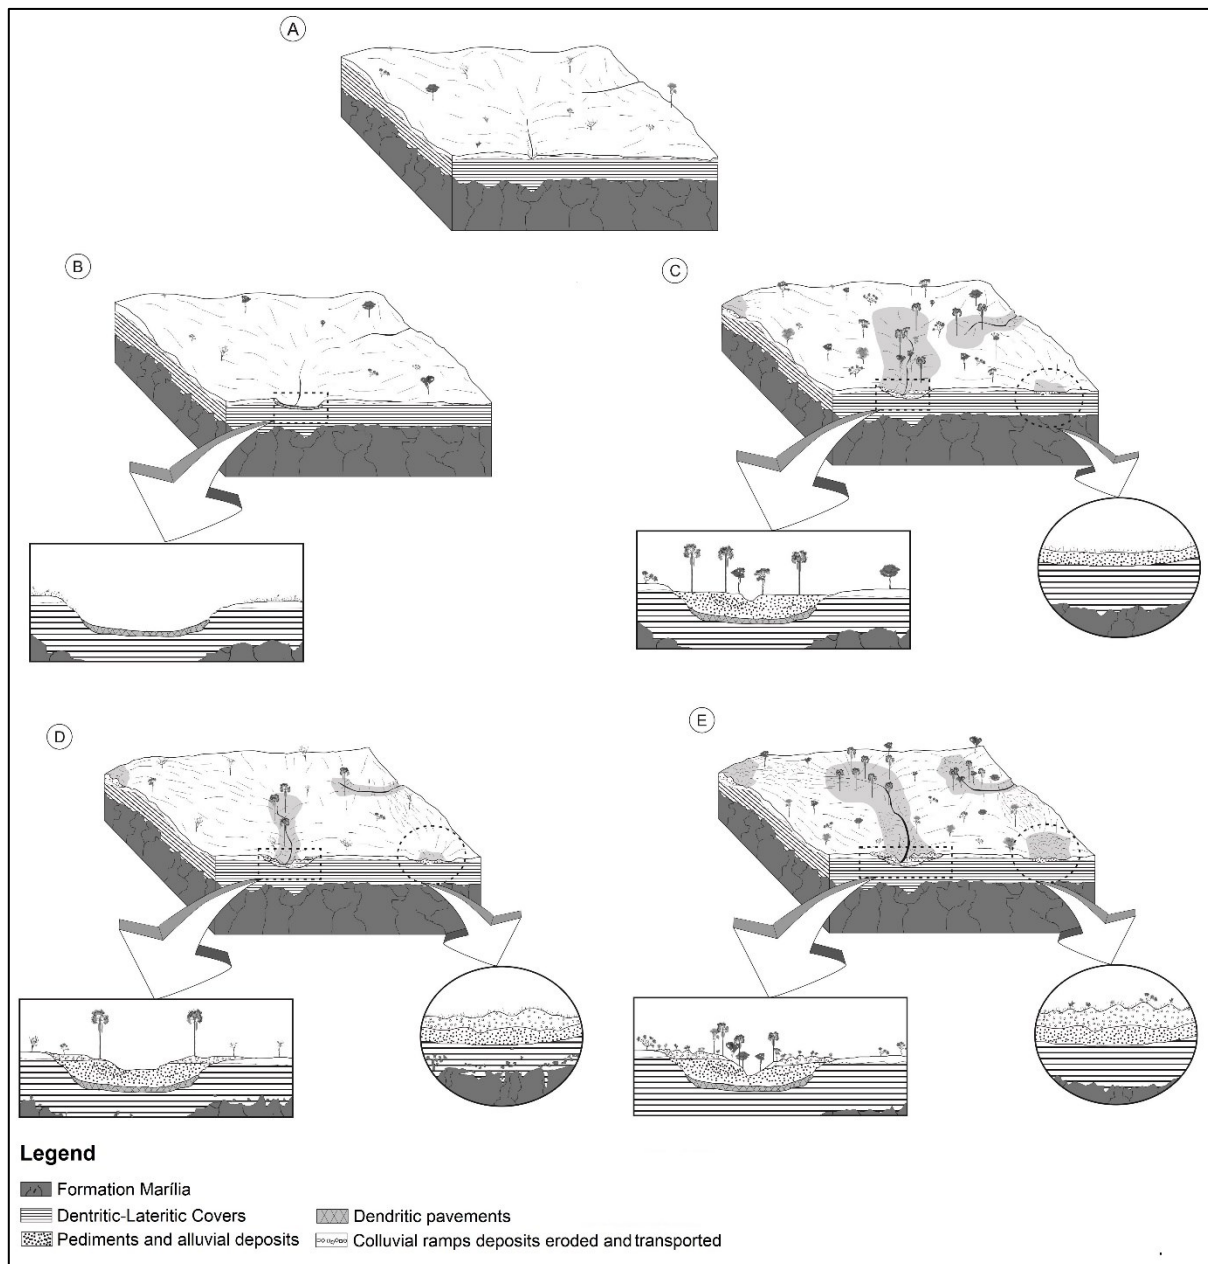 A
B
C
D
E
Legend
Formation Marília
Dentritic-Lateritic Covers
Dendritic pavements
Pediments and alluvial deposits
Colluvial ramps deposits eroded and transported